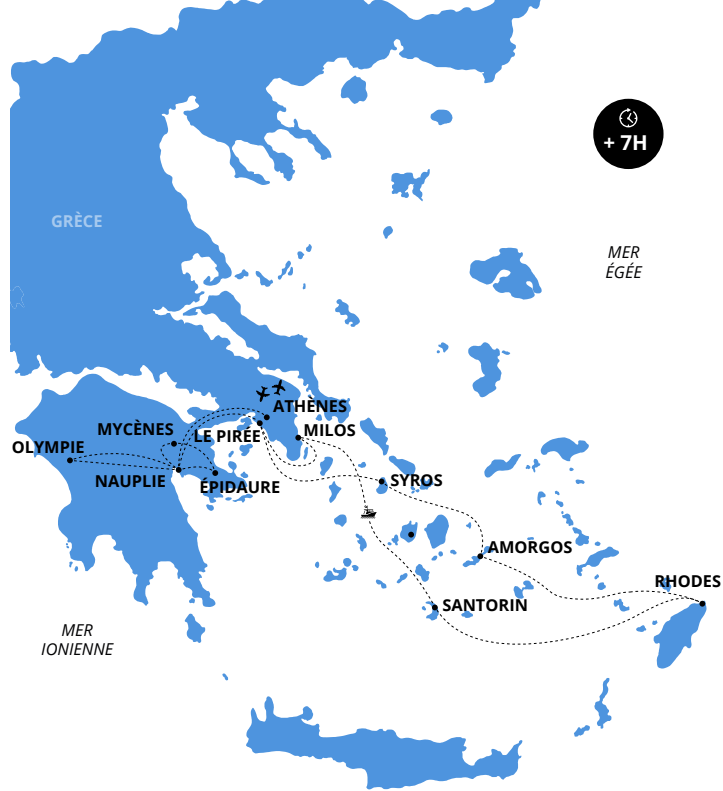 + 7H
GRÈCE
MER
ÉGÉE
ATHÈNES
MYCÈNES
LE PIRÉE
MILOS
OLYMPIE
NAUPLIE
ÉPIDAURE
SYROS
AMORGOS
RHODES
SANTORIN
MER
IONIENNE